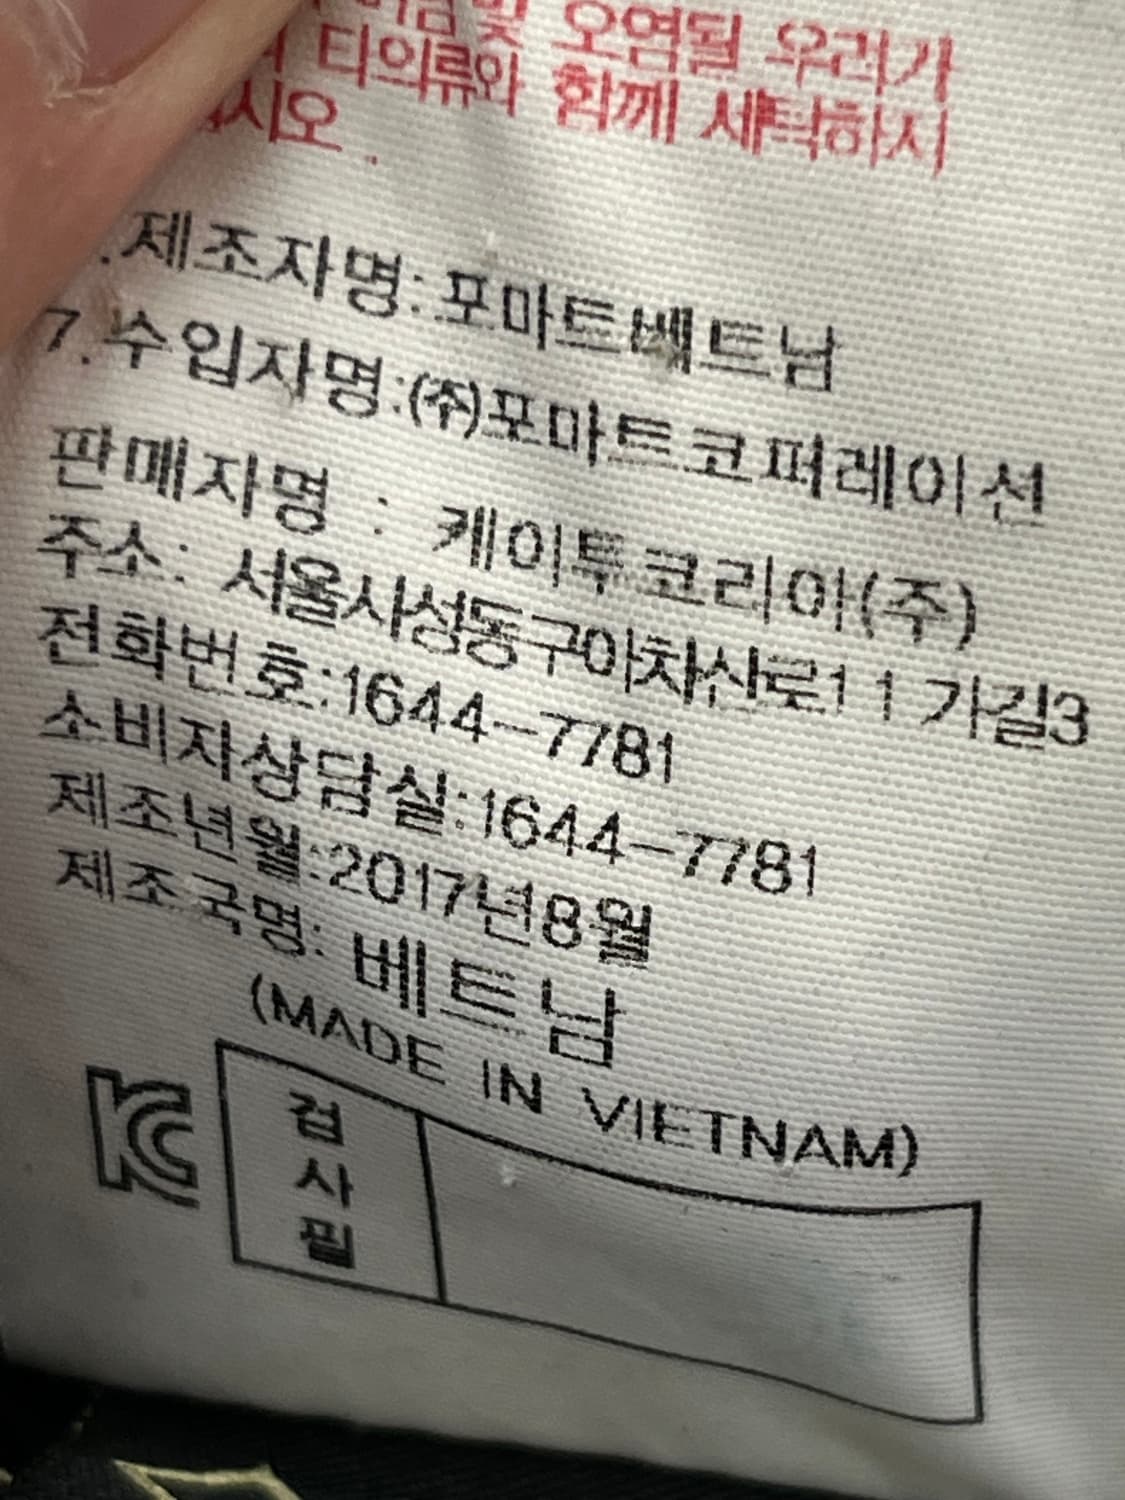 및 오염될 우려가
타의류와 함께 세탁하시
십시오.
.제조자명:포마트베트남
7.수입자명:(주)포마트코퍼레이션
판매자명 : 케이투코리아(주)
주소: 서울시성동구아차산로11가길3
전화번호:1644-7781
소비자상담실:1644-7781
제조년월:2017년8월
제조국명: 베트남
(MADE IN VIETNAM)
KC
검
사
필